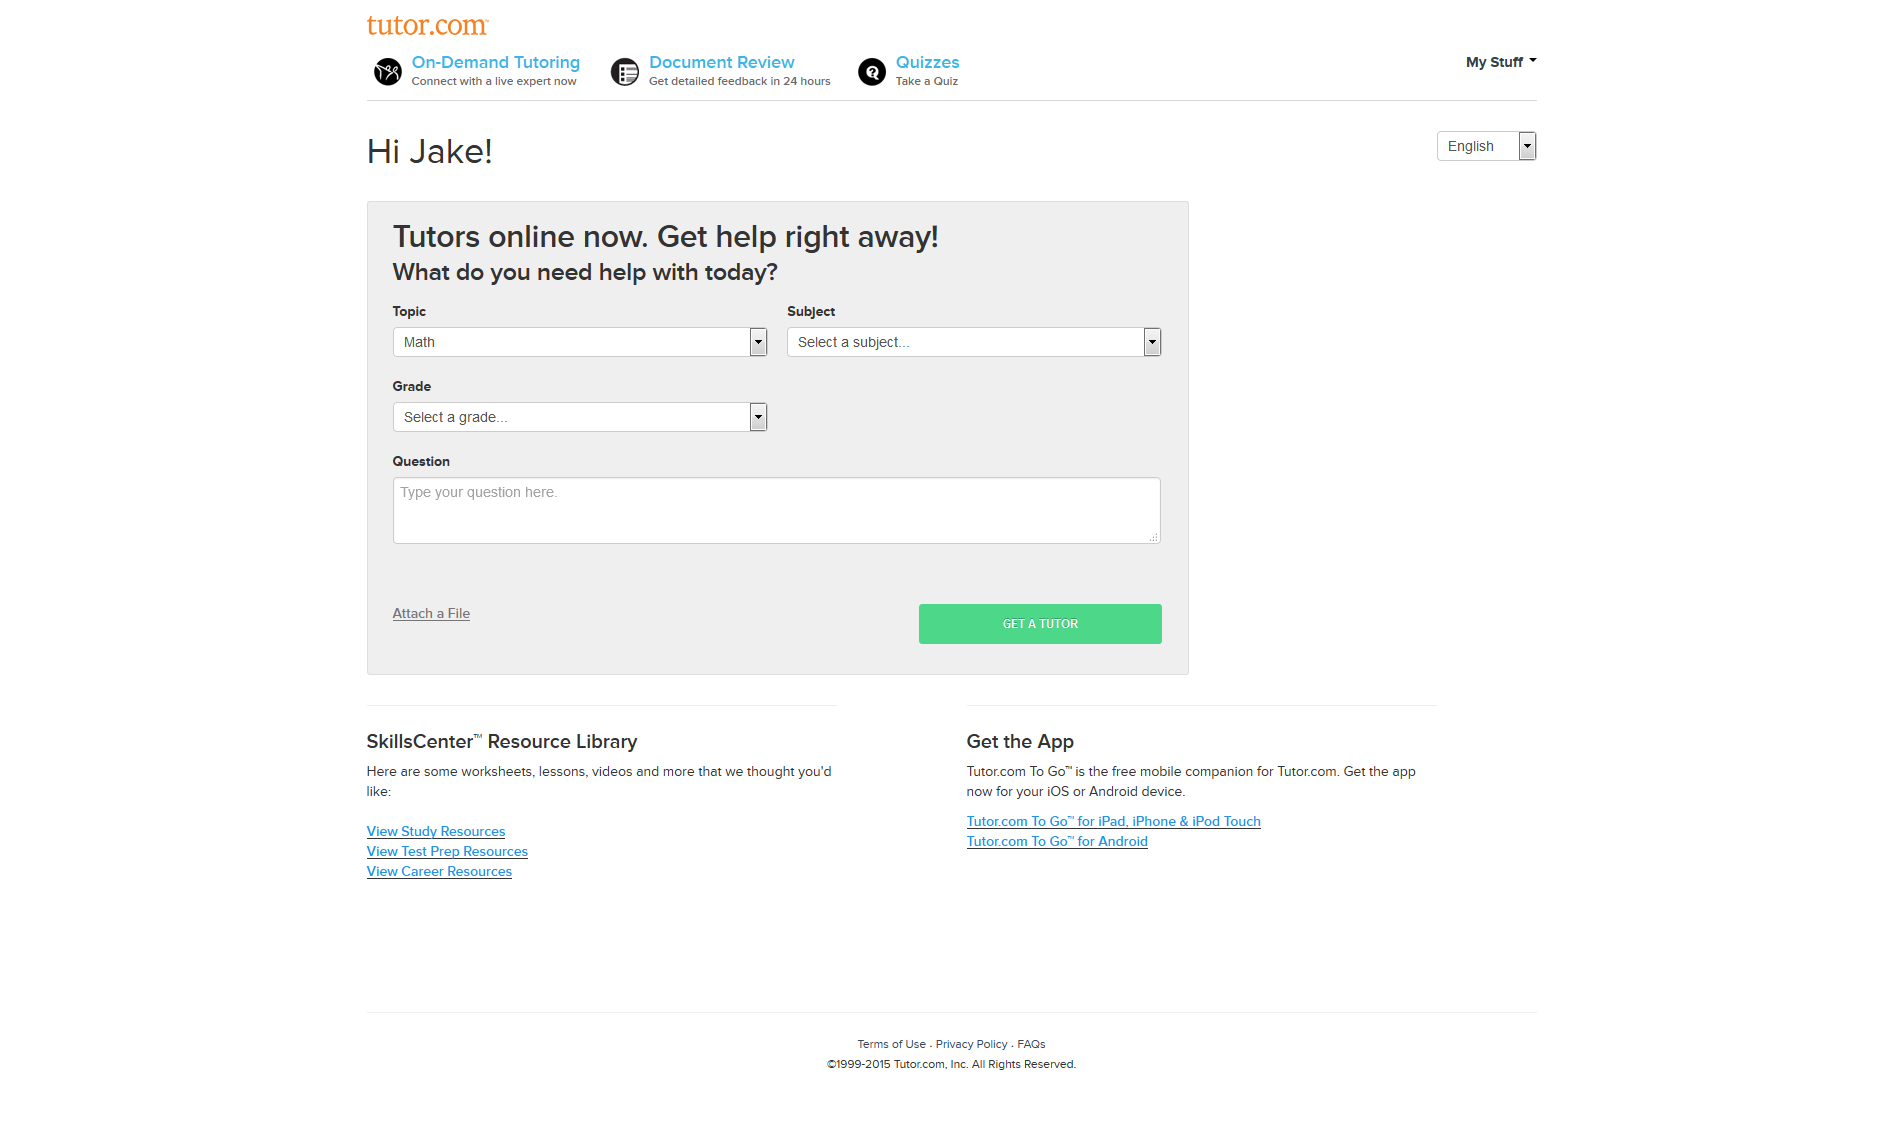 tutor.com™
On-Demand Tutoring
Connect with a live expert now
Document Review
Get detailed feedback in 24 hours
Quizzes
Take a Quiz
My Stuff
Hi Jake!
English
Tutors online now. Get help right away!
What do you need help with today?
Topic
Math
Subject
Select a subject...
Grade
Select a grade...
Question
Type your question here.
Attach a File
GET A TUTOR
SkillsCenter™ Resource Library
Here are some worksheets, lessons, videos and more that we thought you'd
like:
View Study Resources
View Test Prep Resources
View Career Resources
Get the App
Tutor.com To Go™ is the free mobile companion for Tutor.com. Get the app
now for your iOS or Android device.
Tutor.com To Go™ for iPad, iPhone & iPod Touch
Tutor.com To Go™ for Android
Terms of Use . Privacy Policy . FAQs
©1999-2015 Tutor.com, Inc. All Rights Reserved.